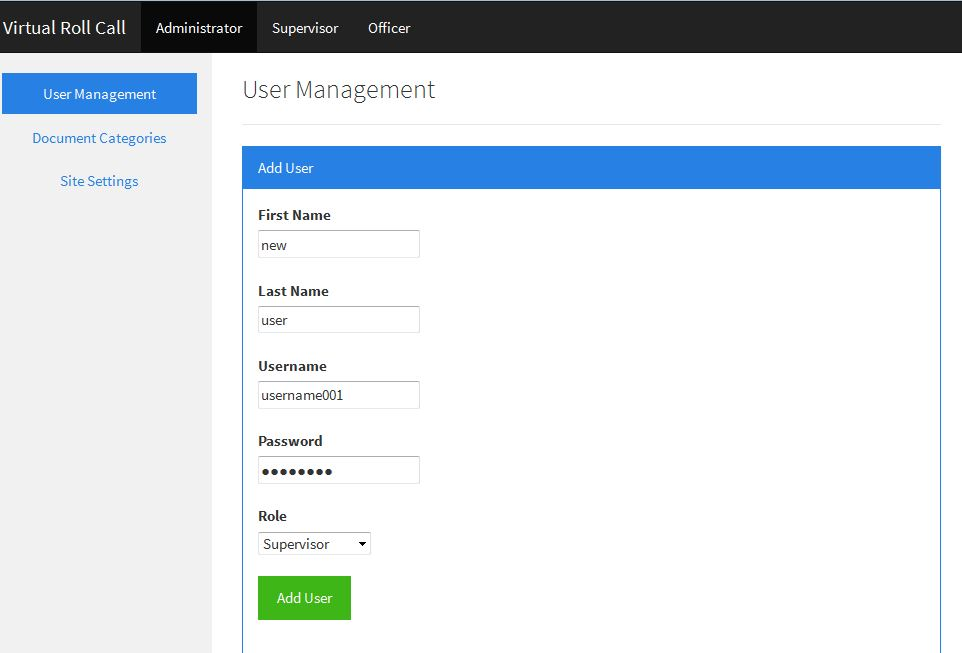 Virtual Roll Call Administrator Supervisor Officer
User Management
Document Categories
Site Settings
User Management
Add User
First Name
new
Last Name
user
Username
username001
Password
●●●●●●●●
Role
Supervisor
Add User